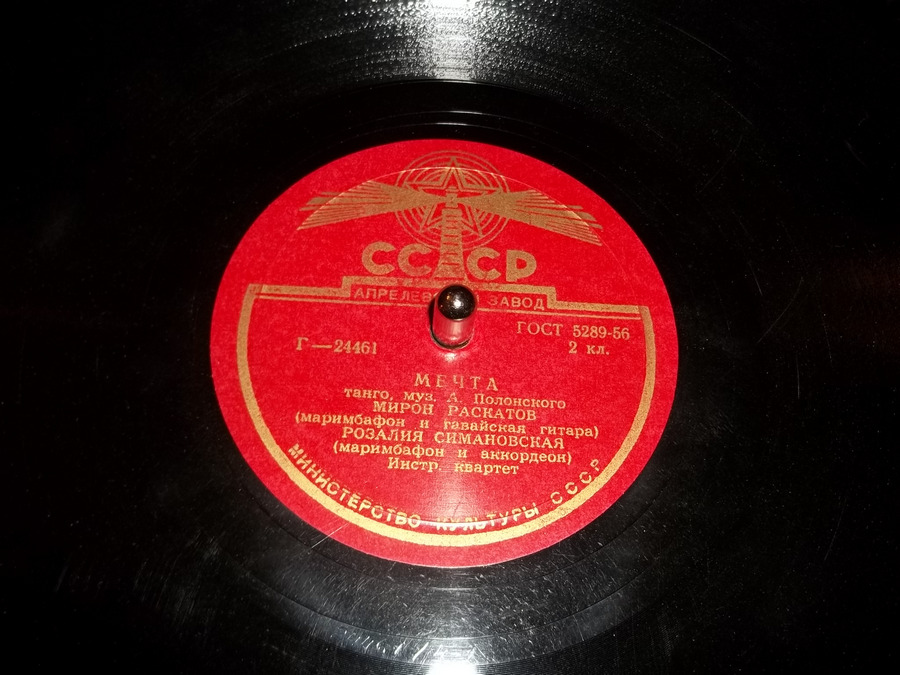 СССР
АПРЕЛЕВ ЗАВОД
ГОСТ 5289-56
Г—24461
2 кл.
МЕЧТА
танго, муз. А. Полонского
МИРОН РАСКАТОВ
(маримбафон и гавайская гитара)
РОЗАЛИЯ СИМАНОВСКАЯ
(маримбафон и аккордеон)
Инстр. квартет
МИНИСТЕРСТВО КУЛЬТУРЫ СССР